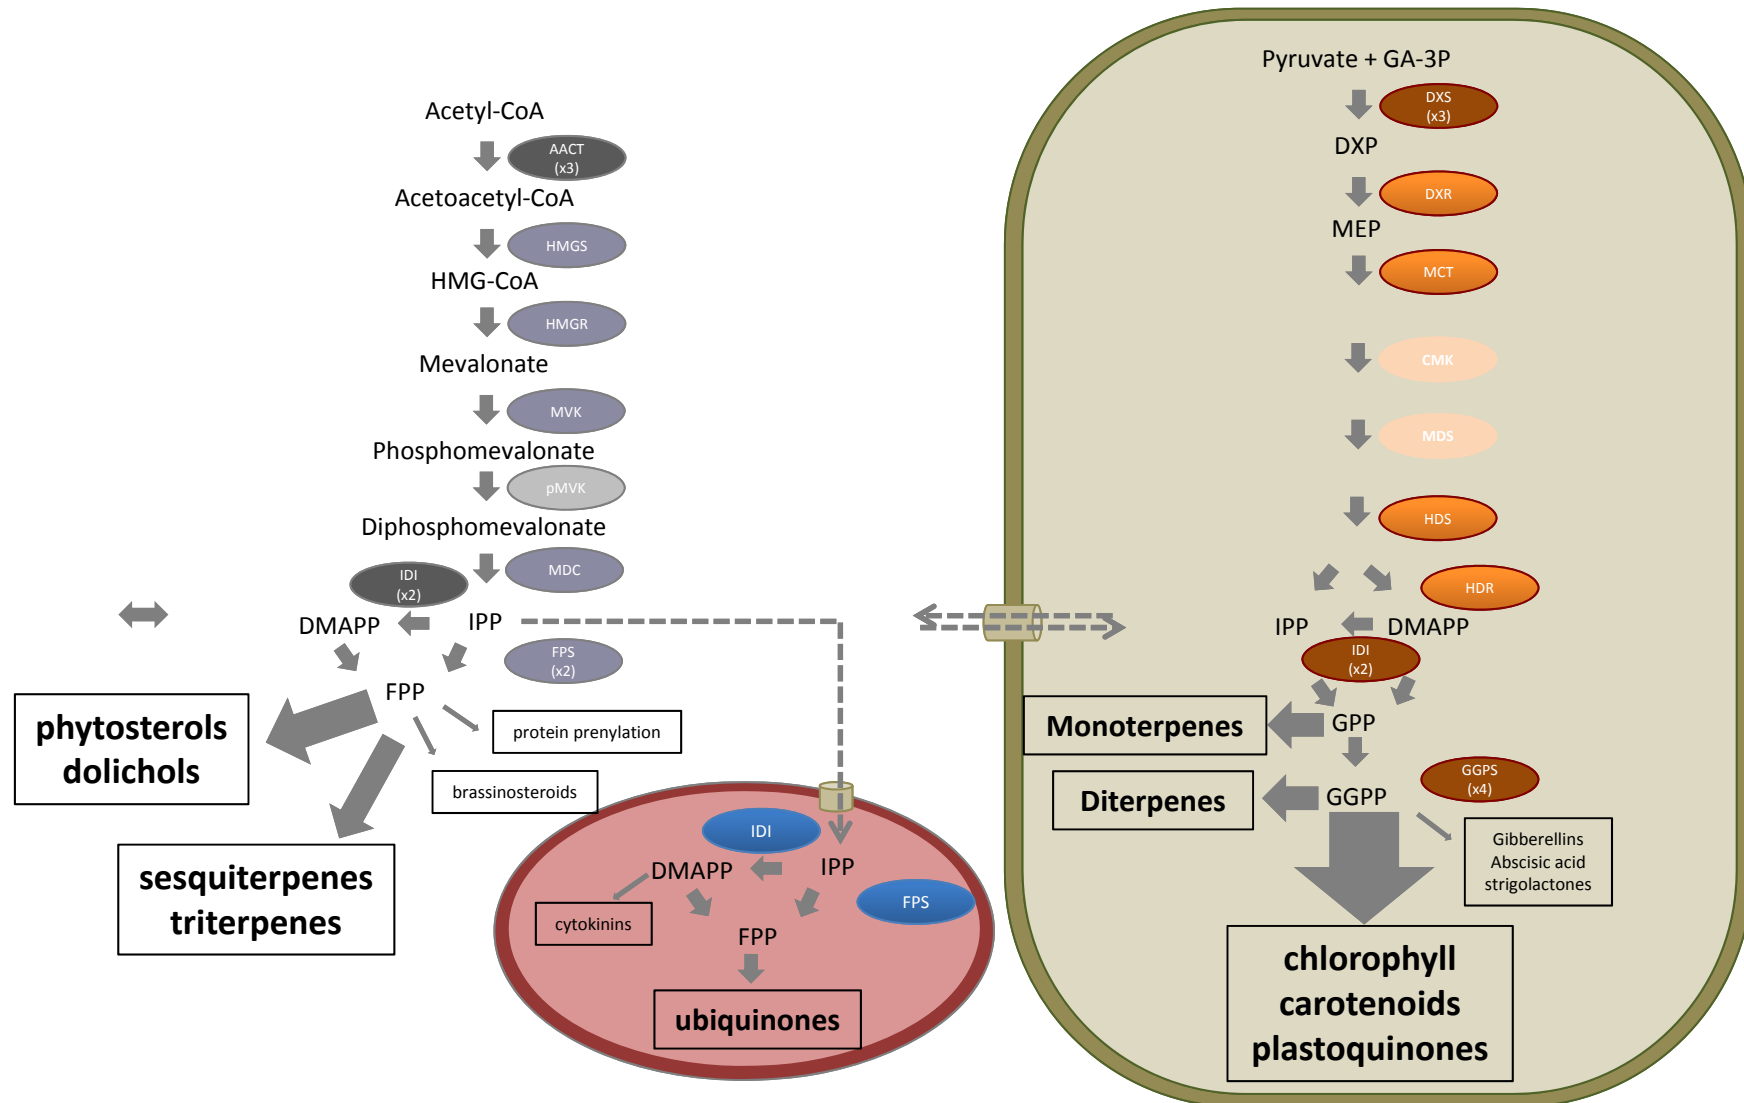 Acetyl-CoA
AACT
(x3)
Acetoacetyl-CoA
HMGS
HMG-CoA
HMGR
Mevalonate
MVK
Phosphomevalonate
pMVK
Diphosphomevalonate
MDC
IDI
(x2)
DMAPP
IPP
FPS
(x2)
FPP
phytosterols
dolichols
protein prenylation
brassinosteroids
sesquiterpenes
triterpenes
IDI
DMAPP
IPP
FPS
cytokinins
FPP
ubiquinones
Pyruvate + GA-3P
DXS
(x3)
DXP
DXR
MEP
MCT
CMK
MDS
HDS
HDR
IPP
DMAPP
IDI
(x2)
Monoterpenes
GPP
GGPS
(x4)
Diterpenes
GGPP
Gibberellins
Abscisic acid
strigolactones
chlorophyll
carotenoids
plastoquinones